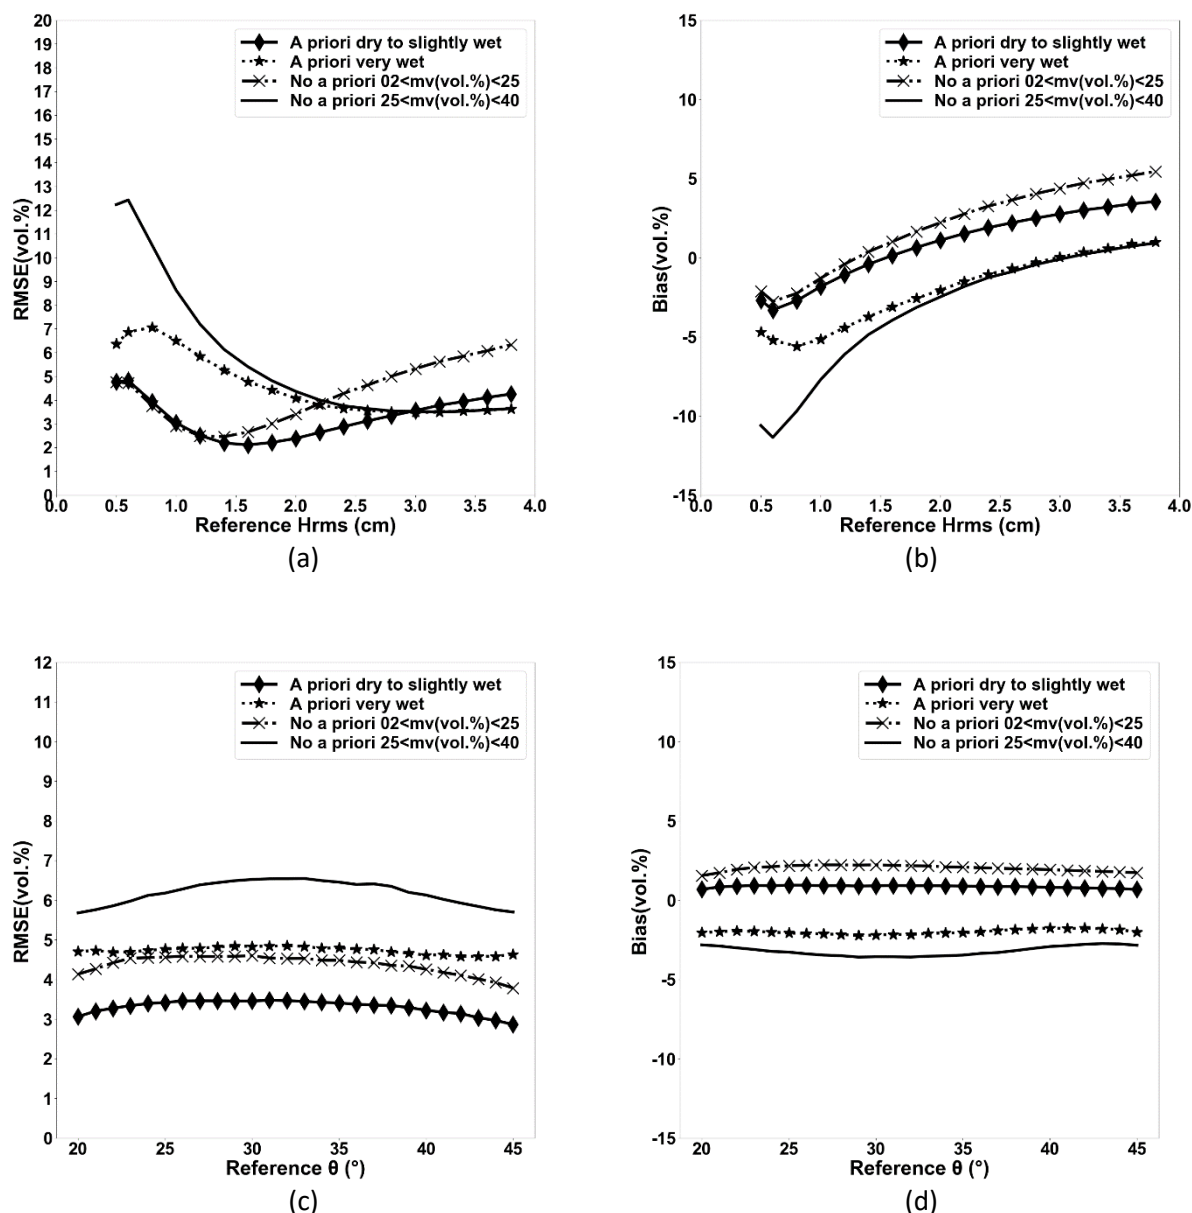 20
19
18
17
16
15
14
13
12
11
10
9
8
7
6
5
4
3
2
1
0
RMSE(vol.%)
A priori dry to slightly wet
A priori very wet
No a priori 02<mv(vol.%)<25
No a priori 25<mv(vol.%)<40
0.0 0.5 1.0 1.5 2.0 2.5 3.0 3.5 4.0
Reference Hrms (cm)
(a)
15
10
5
0
-5
-10
-15
Bias(vol.%)
A priori dry to slightly wet
A priori very wet
No a priori 02<mv(vol.%)<25
No a priori 25<mv(vol.%)<40
0.0 0.5 1.0 1.5 2.0 2.5 3.0 3.5 4.0
Reference Hrms (cm)
(b)
12
11
10
9
8
7
6
5
4
3
2
1
0
RMSE(vol.%)
A priori dry to slightly wet
A priori very wet
No a priori 02<mv(vol.%)<25
No a priori 25<mv(vol.%)<40
20 25 30 35 40 45
Reference θ (°)
(c)
15
10
5
0
-5
-10
-15
Bias(vol.%)
A priori dry to slightly wet
A priori very wet
No a priori 02<mv(vol.%)<25
No a priori 25<mv(vol.%)<40
20 25 30 35 40 45
Reference θ (°)
(d)